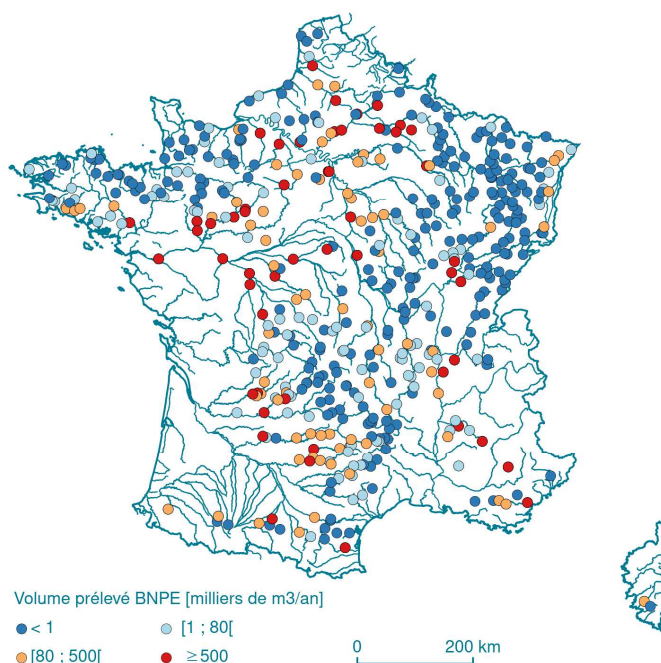 Volume prélevé BNPE [milliers de m3/an]
< 1 [1 ; 80[
[80 ; 500[ ≥500
0 200 km